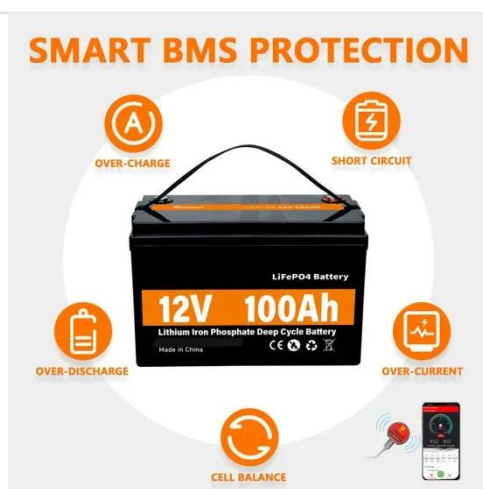 SMART BMS PROTECTION
A
OVER-CHARGE
SHORT CIRCUIT
LiFePO4 Battery
12V 100Ah
Lithium Iron Phosphate Deep Cycle Battery
Made in China
CE
OVER-DISCHARGE
OVER-CURRENT
CELL BALANCE